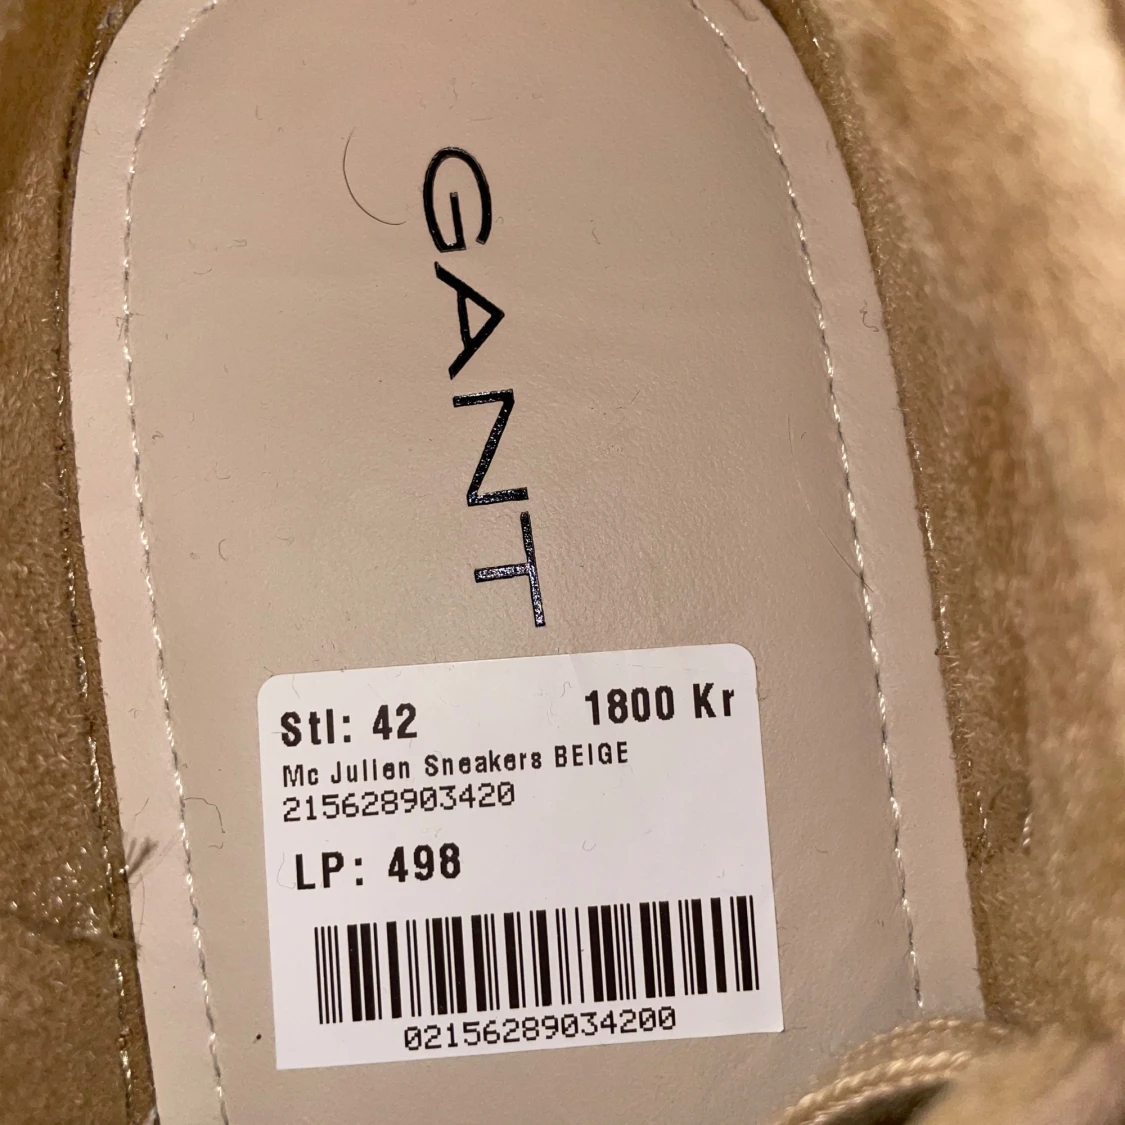 GANT
Stl: 42 1800 Kr
Mc Julien Sneakers BEIGE
215628903420
LP: 498
02156289034200